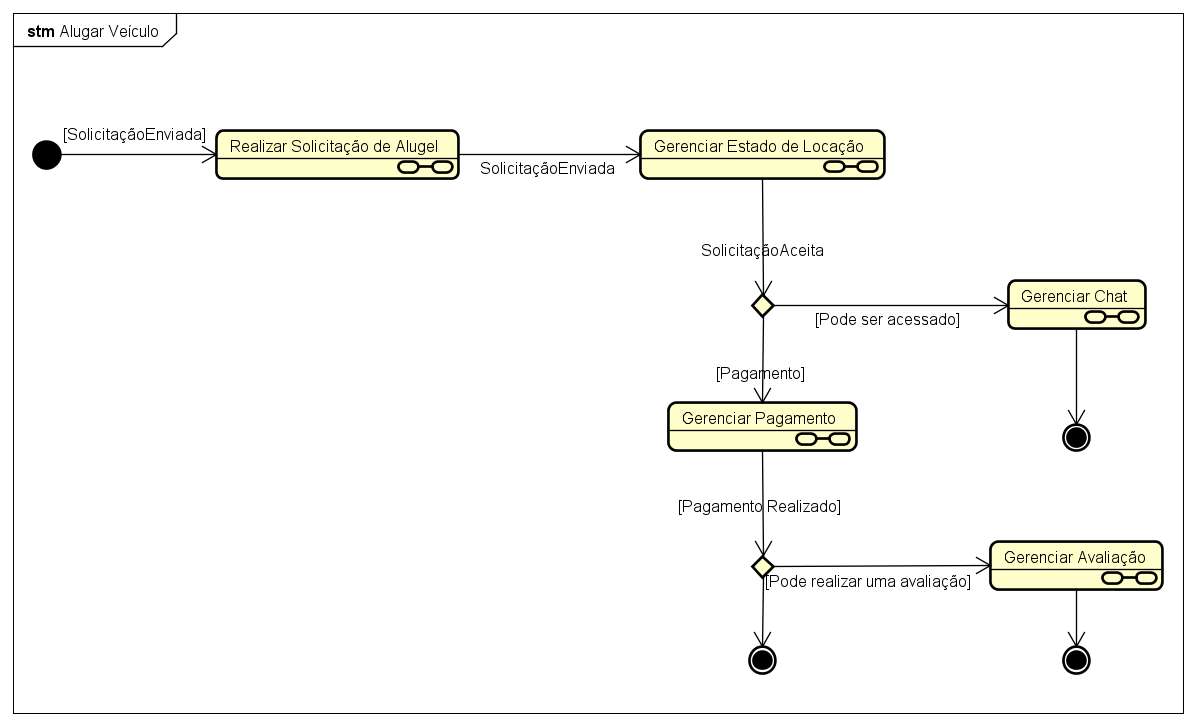 stm Alugar Veículo
[SolicitaçãoEnviada]
Realizar Solicitação de Alugel
SolicitaçãoEnviada
Gerenciar Estado de Locação
SolicitaçãoAceita
[Pode ser acessado]
Gerenciar Chat
[Pagamento]
Gerenciar Pagamento
[Pagamento Realizado]
[Pode realizar uma avaliação]
Gerenciar Avaliação